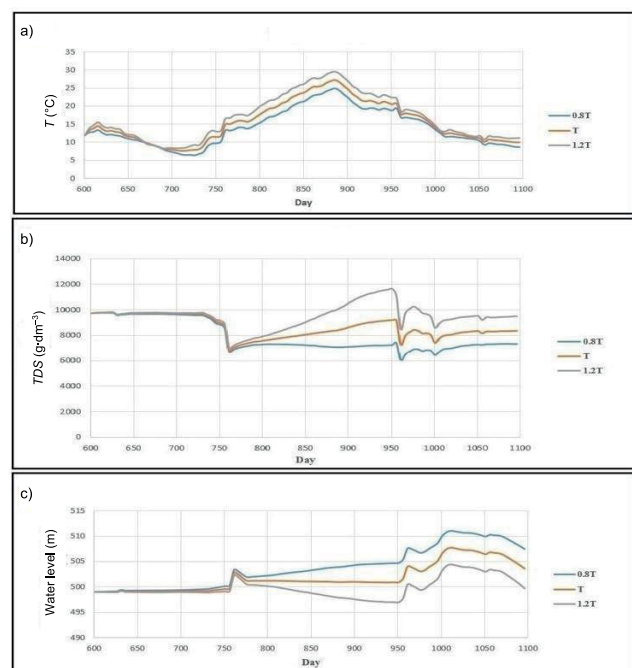 a)
T (°C)
35
30
25
20
15
10
5
0
600 650 700 750 800 850 900 950 1000 1050 1100
Day
0.8T
T
1.2T
b)
TDS (g·dm⁻³)
14000
12000
10000
8000
6000
4000
2000
0
600 650 700 750 800 850 900 950 1000 1050 1100
Day
0.8T
T
1.2T
c)
Water level (m)
515
510
505
500
495
490
600 650 700 750 800 850 900 950 1000 1050 1100
Day
0.8T
T
1.2T